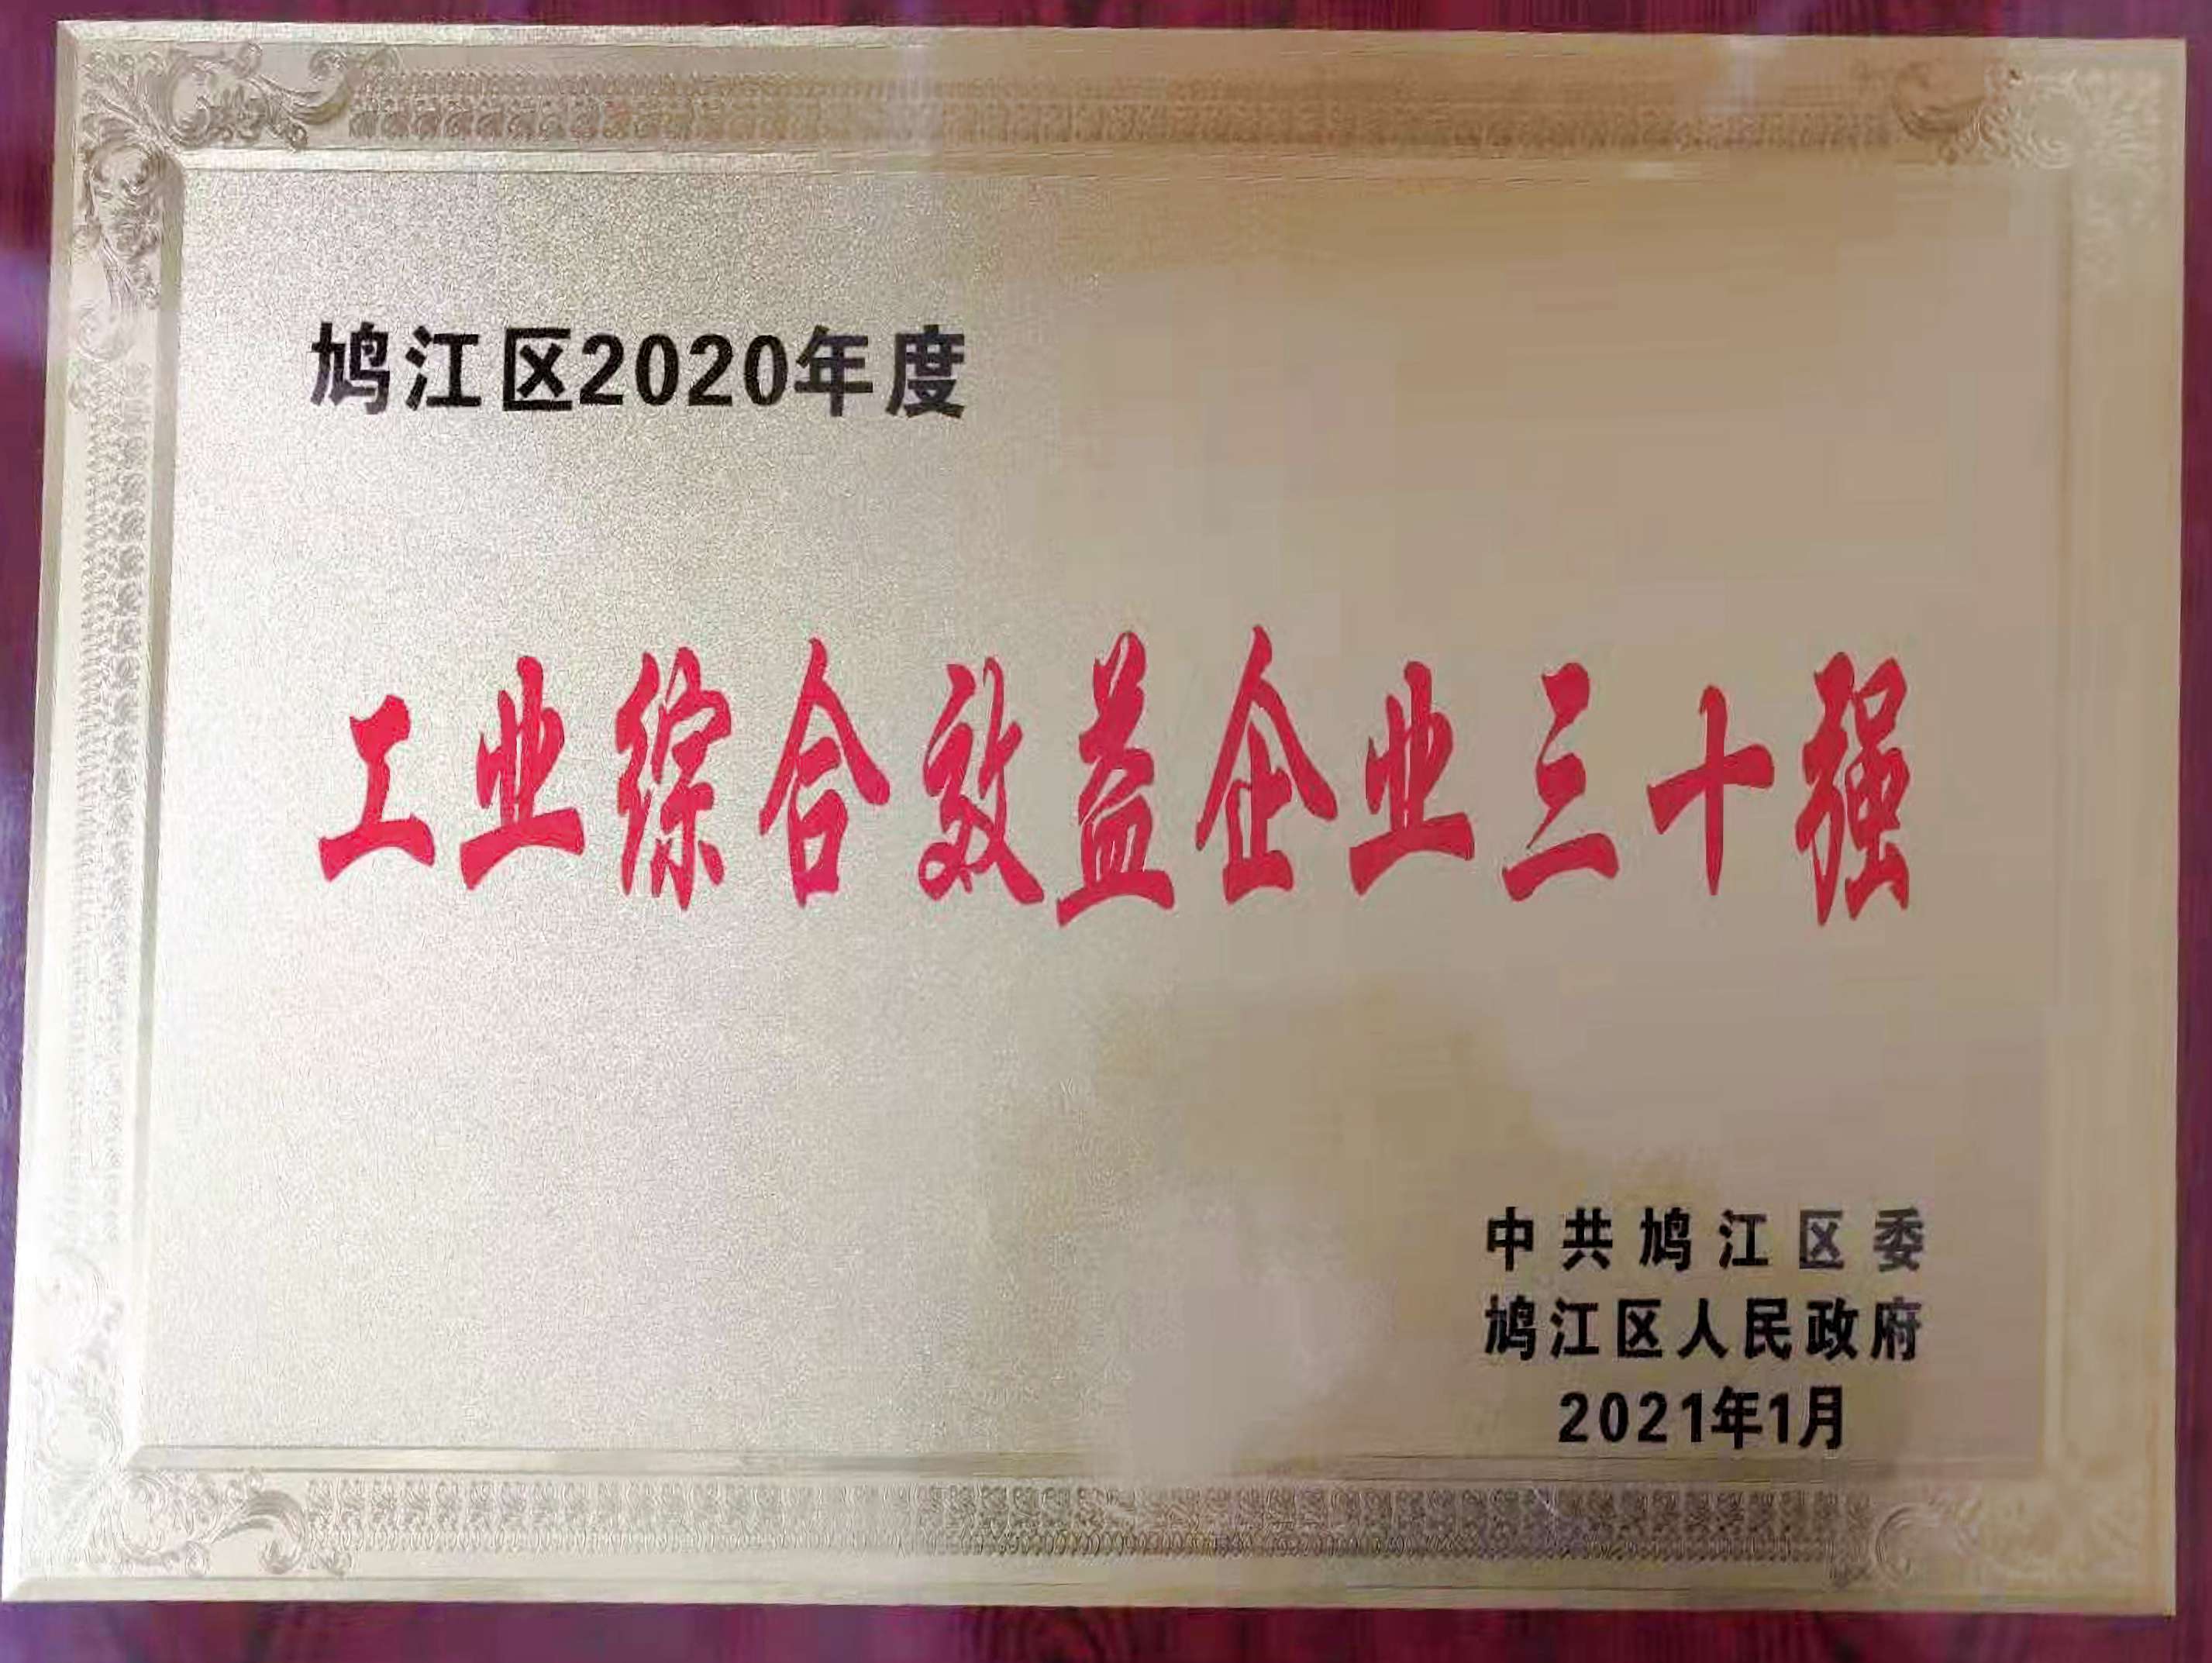 鸠江区2020年度
工业综合效益企业三十强
中共鸠江区委
鸠江区人民政府
2021年1月